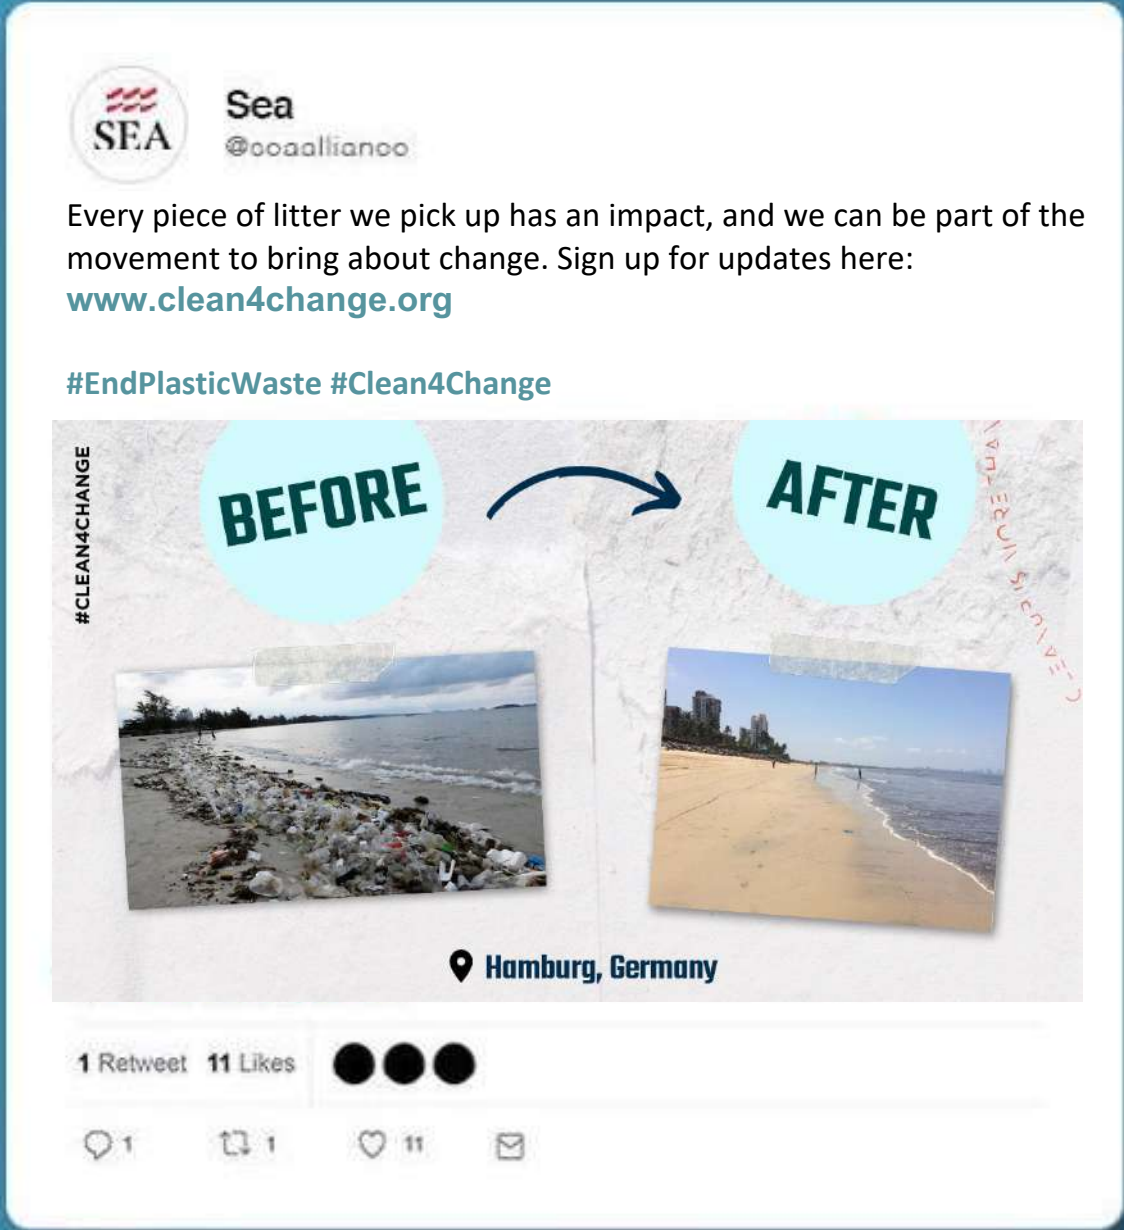 SEA
Sea
@ooaallianoo
Every piece of litter we pick up has an impact, and we can be part of the
movement to bring about change. Sign up for updates here:
www.clean4change.org
#EndPlasticWaste #Clean4Change
#CLEAN4CHANGE
BEFORE
AFTER
Hamburg, Germany
1 Retweet 11 Likes
1 1 11